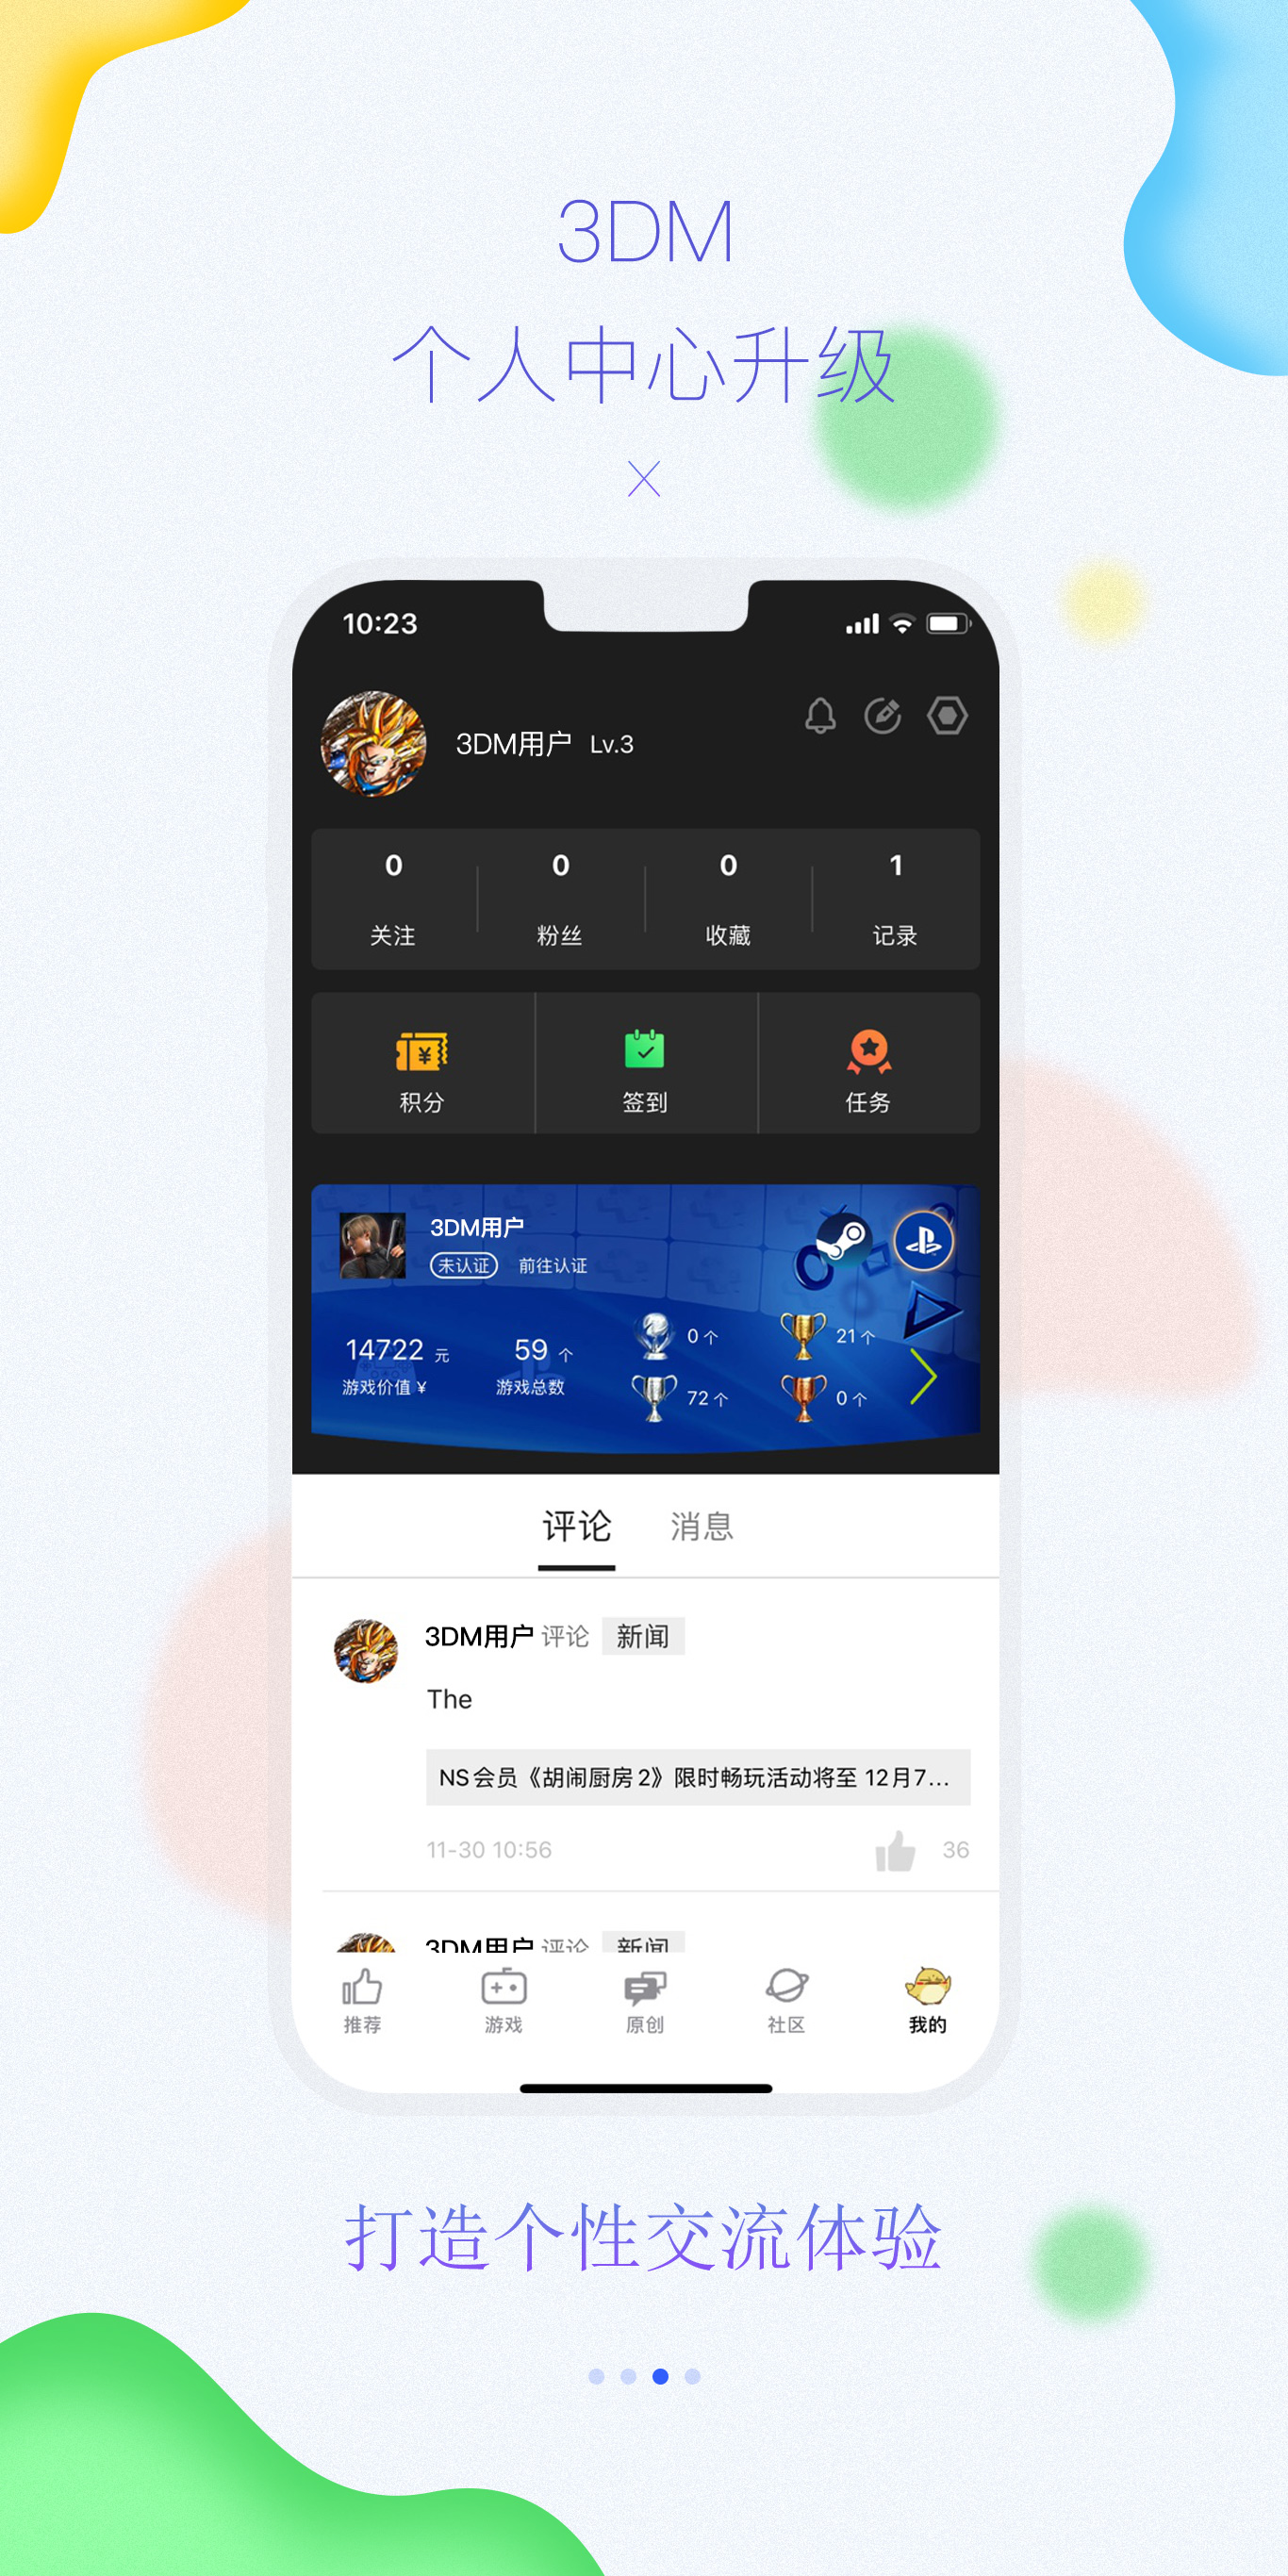 3DM
个人中心升级
10:23
3DM用户 Lv.3
0 0 0 1
关注 粉丝 收藏 记录
积分 签到 任务
3DM用户
未认证 前往认证
14722 元 59 个 0 个 21 个
游戏价值 ¥ 游戏总数 72 个 0 个
评论 消息
3DM用户 评论 新闻
The
NS会员《胡闹厨房2》限时畅玩活动将至 12月7...
11-30 10:56 36
3DM用户 评论 新闻
推荐 游戏 原创 社区 我的
打造个性交流体验